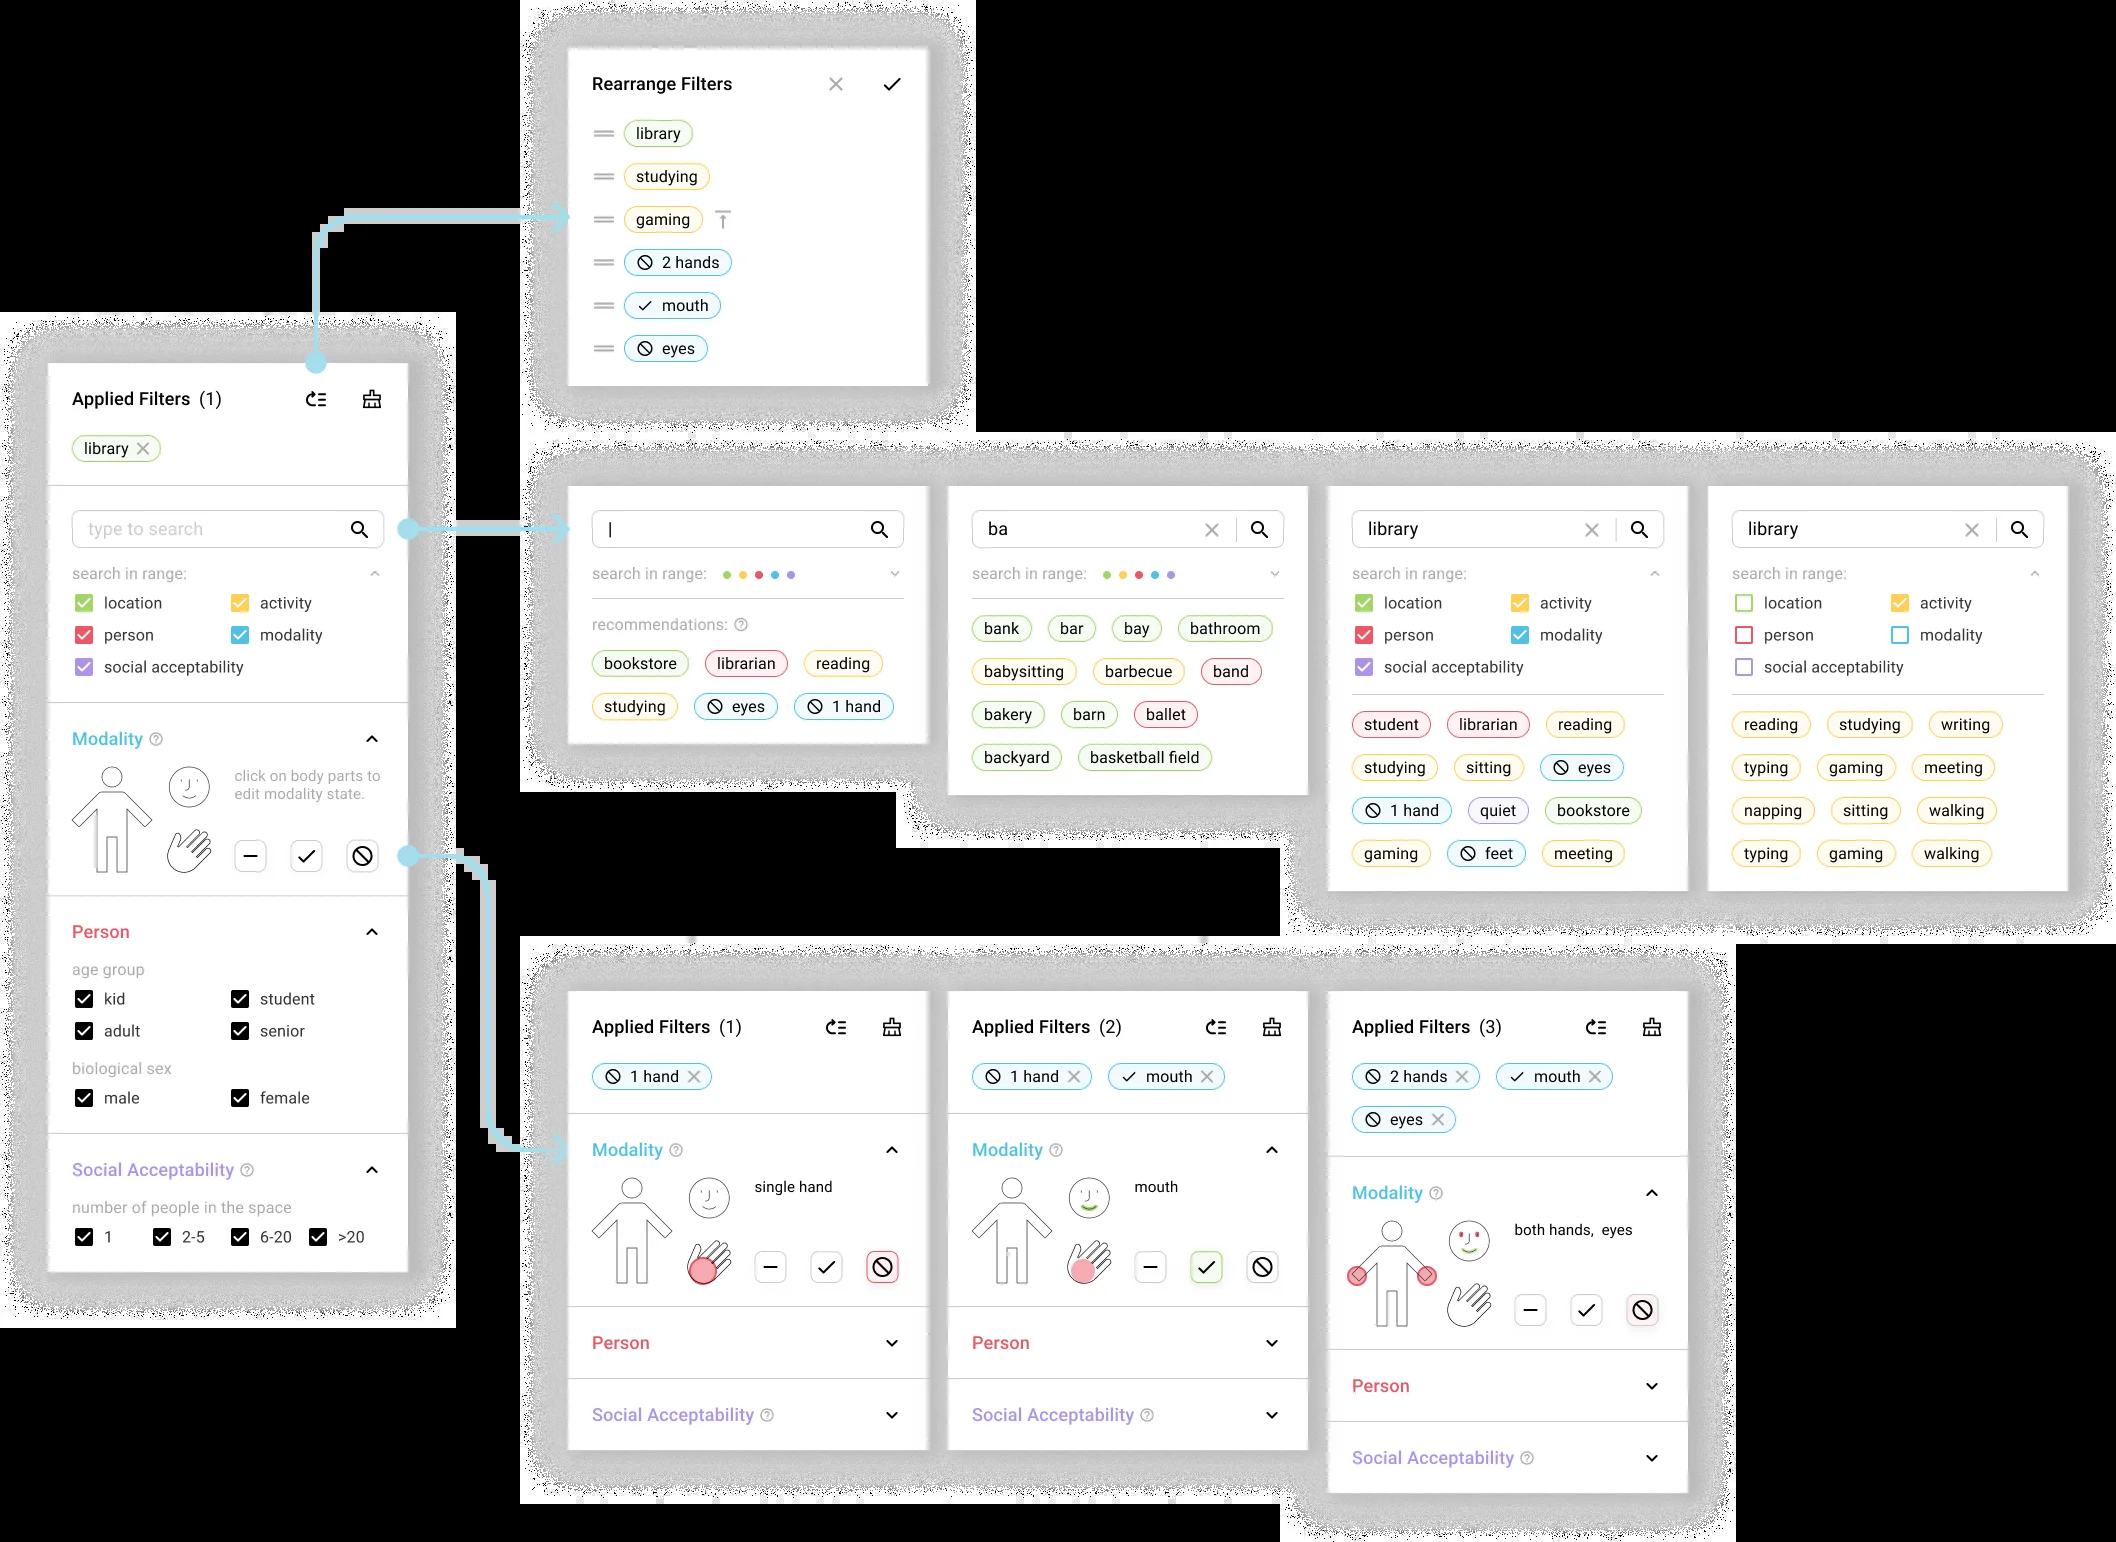 Rearrange Filters
library
studying
gaming
2 hands
mouth
eyes
Applied Filters (1)
library
type to search
search in range:
location activity
person modality
social acceptability
Modality
click on body parts to
edit modality state.
Person
age group
kid student
adult senior
biological sex
male female
Social Acceptability
number of people in the space
1 2-5 6-20 >20
search in range:
recommendations:
bookstore librarian reading
studying eyes 1 hand
ba
search in range:
bank bar bay bathroom
babysitting barbecue band
bakery barn ballet
backyard basketball field
library
search in range:
location activity
person modality
social acceptability
student librarian reading
studying sitting eyes
1 hand quiet bookstore
gaming feet meeting
library
search in range:
location activity
person modality
social acceptability
reading studying writing
typing gaming meeting
napping sitting walking
typing gaming walking
Applied Filters (1)
1 hand
Modality
single hand
Person
Social Acceptability
Applied Filters (2)
1 hand mouth
Modality
mouth
Person
Social Acceptability
Applied Filters (3)
2 hands mouth
eyes
Modality
both hands, eyes
Person
Social Acceptability